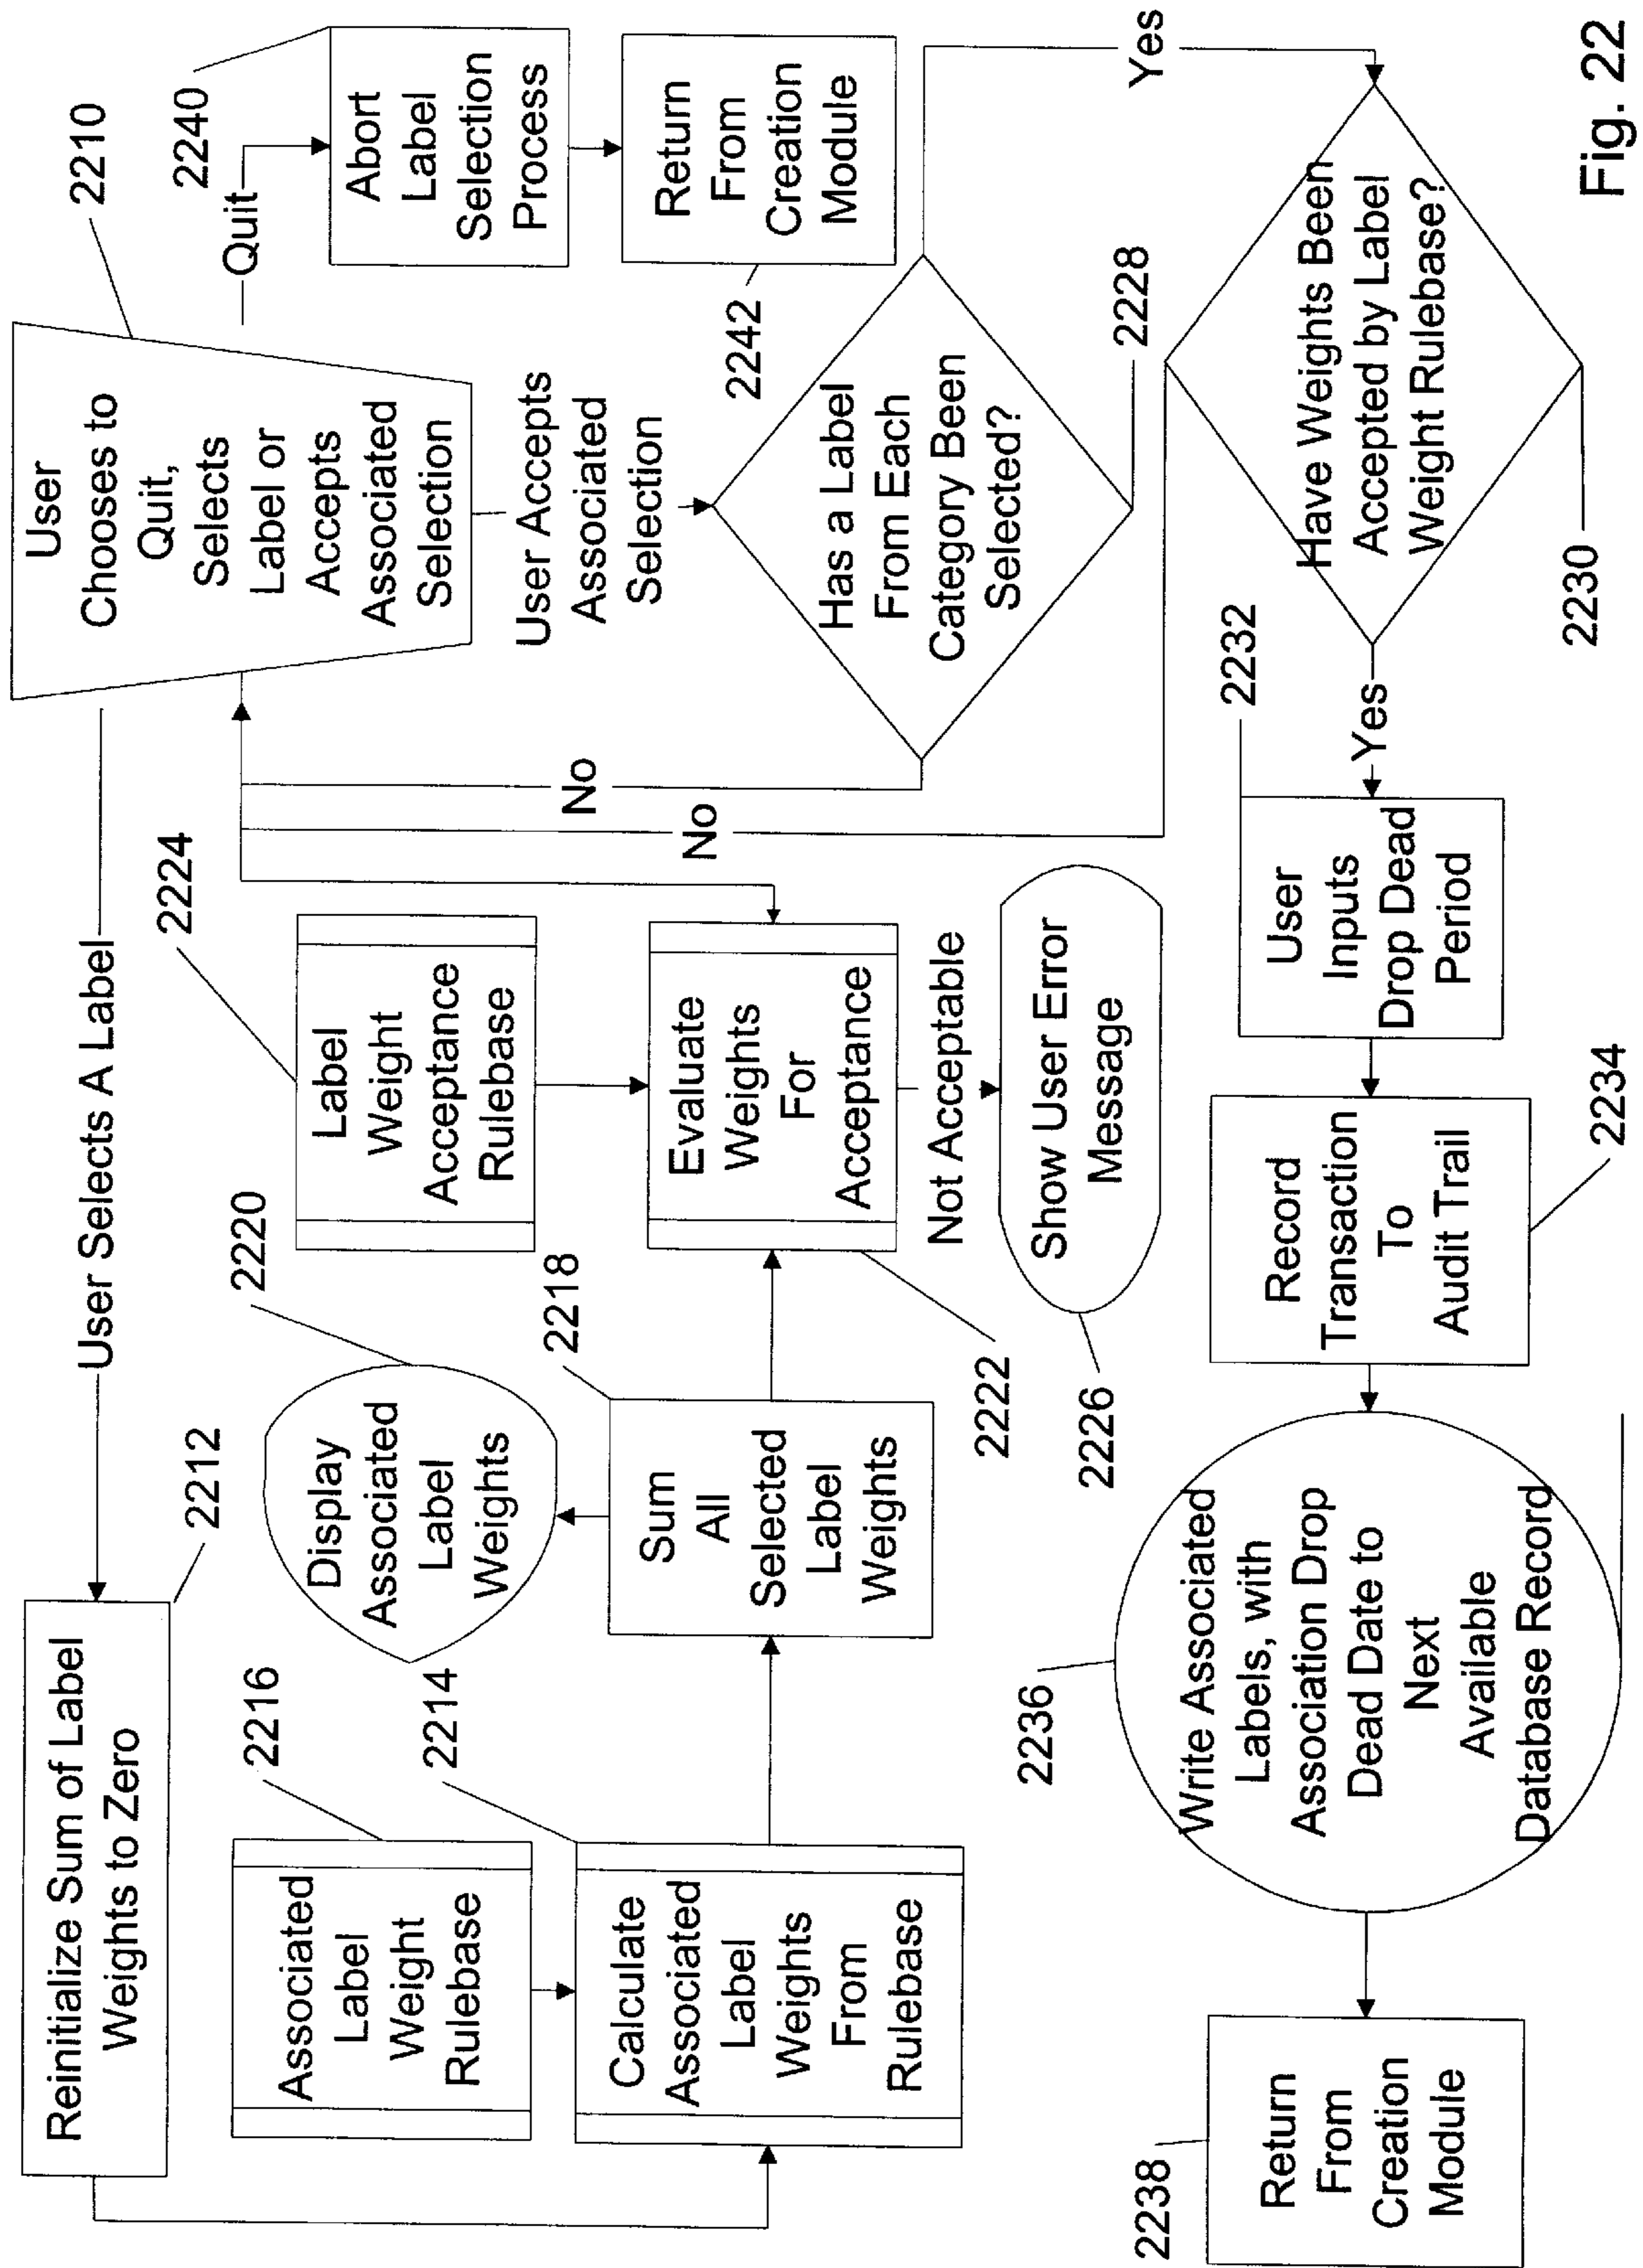 User Selects A Label
2210
User
Chooses to
Quit,
Selects
Label or
Accepts
Associated
Selection
Quit
2240
Abort
Label
Selection
Process
Return
From
Creation
Module
2242
Reinitialize Sum of Label
Weights to Zero
2212
2216
Associated
Label
Weight
Rulebase
2214
Calculate
Associated
Label
Weights
From
Rulebase
2220
Display
Associated
Label
Weights
2218
Sum
All
Selected
Label
Weights
2224
Label
Weight
Acceptance
Rulebase
Evaluate
Weights
For
Acceptance
2222
Not Acceptable
Show User Error
Message
2226
No
No
User Accepts
Associated
Selection
Has a Label
From Each
Category Been
Selected?
2228
Yes
Have Weights Been
Accepted by Label
Weight Rulebase?
2230
Yes
2232
User
Inputs
Drop Dead
Period
Record
Transaction
To
Audit Trail
2234
2236
Write Associated
Labels, with
Association Drop
Dead Date to
Next
Available
Database Record
2238
Return
From
Creation
Module
Fig. 22